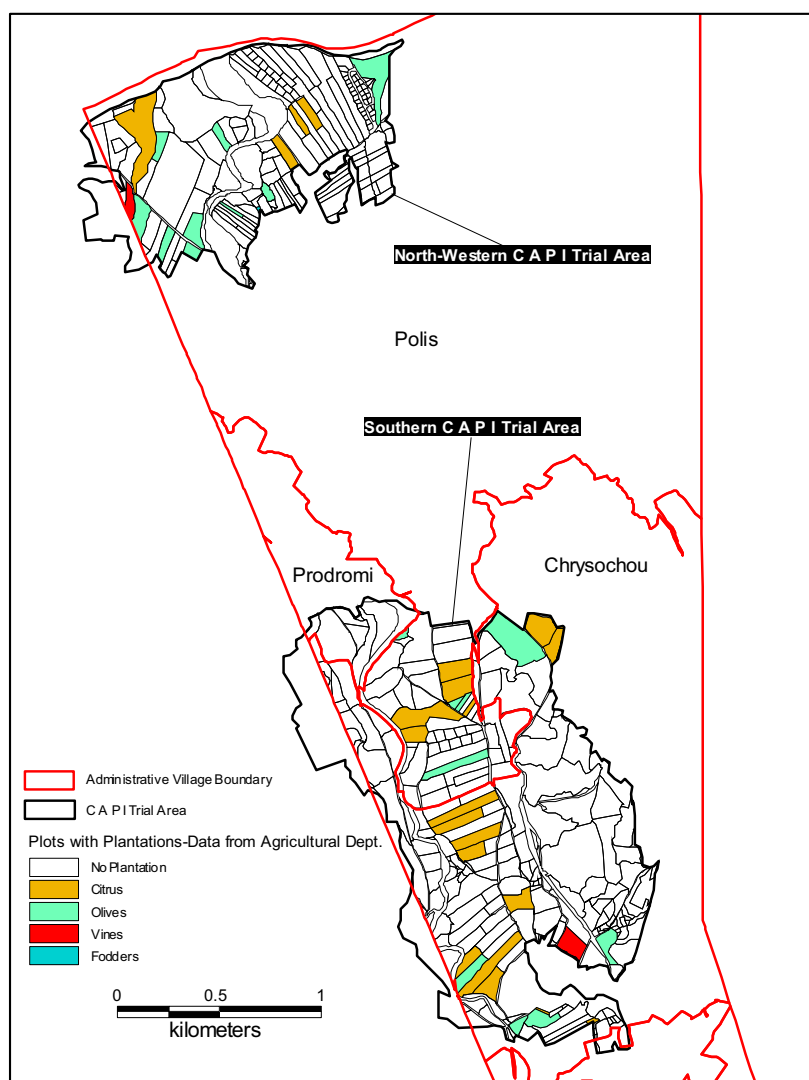 North-Western C A P I Trial Area
Polis
Southern C A P I Trial Area
Chrysochou
Prodromi
Administrative Village Boundary
C A P I Trial Area
Plots with Plantations-Data from Agricultural Dept.
No Plantation
Citrus
Olives
Vines
Fodders
0 0.5 1
kilometers